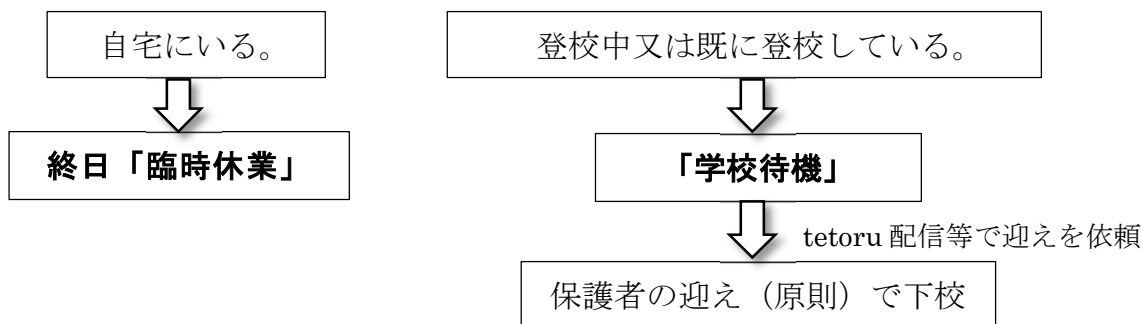 自宅にいる。
終日「臨時休業」
登校中又は既に登校している。
「学校待機」
tetoru 配信等で迎えを依頼
保護者の迎え（原則）で下校